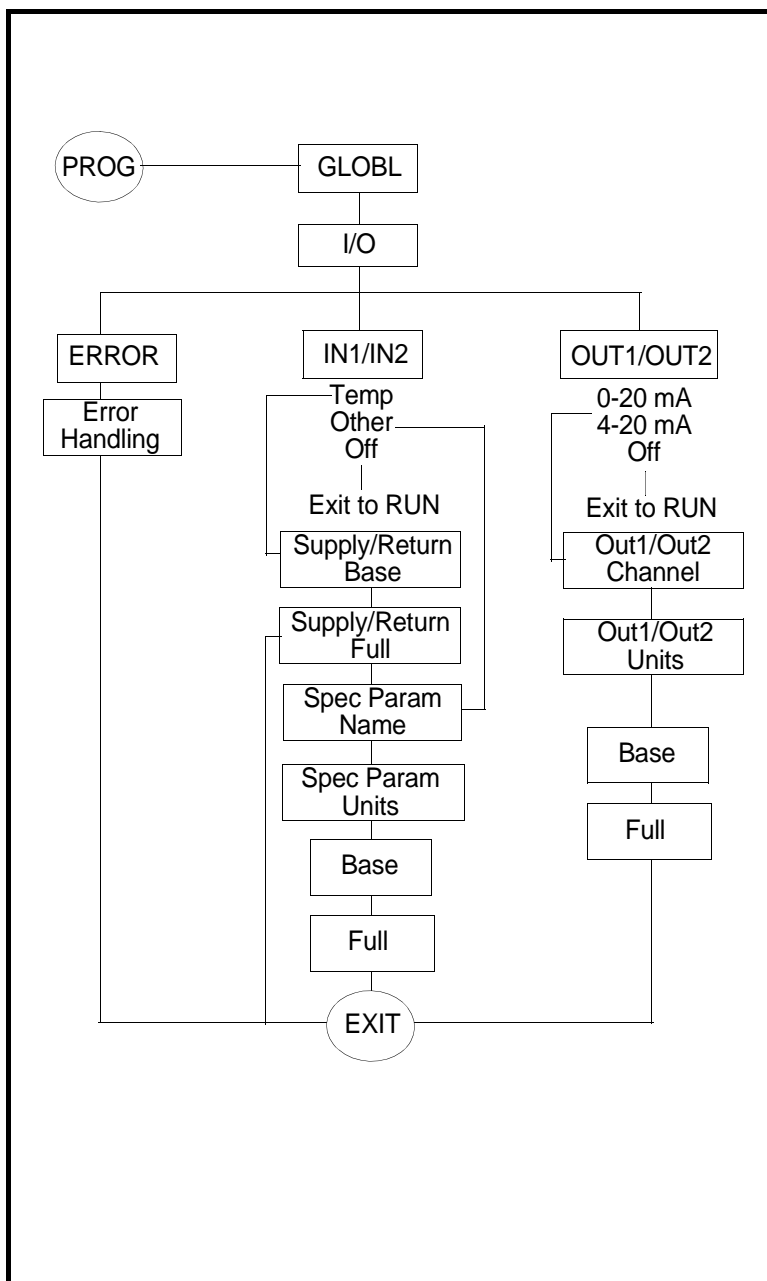 PROG
GLOBL
I/O
ERROR
Error
Handling
IN1/IN2
Temp
Other
Off
Exit to RUN
Supply/Return
Base
Supply/Return
Full
Spec Param
Name
Spec Param
Units
Base
Full
OUT1/OUT2
0-20 mA
4-20 mA
Off
Exit to RUN
Out1/Out2
Channel
Out1/Out2
Units
Base
Full
EXIT